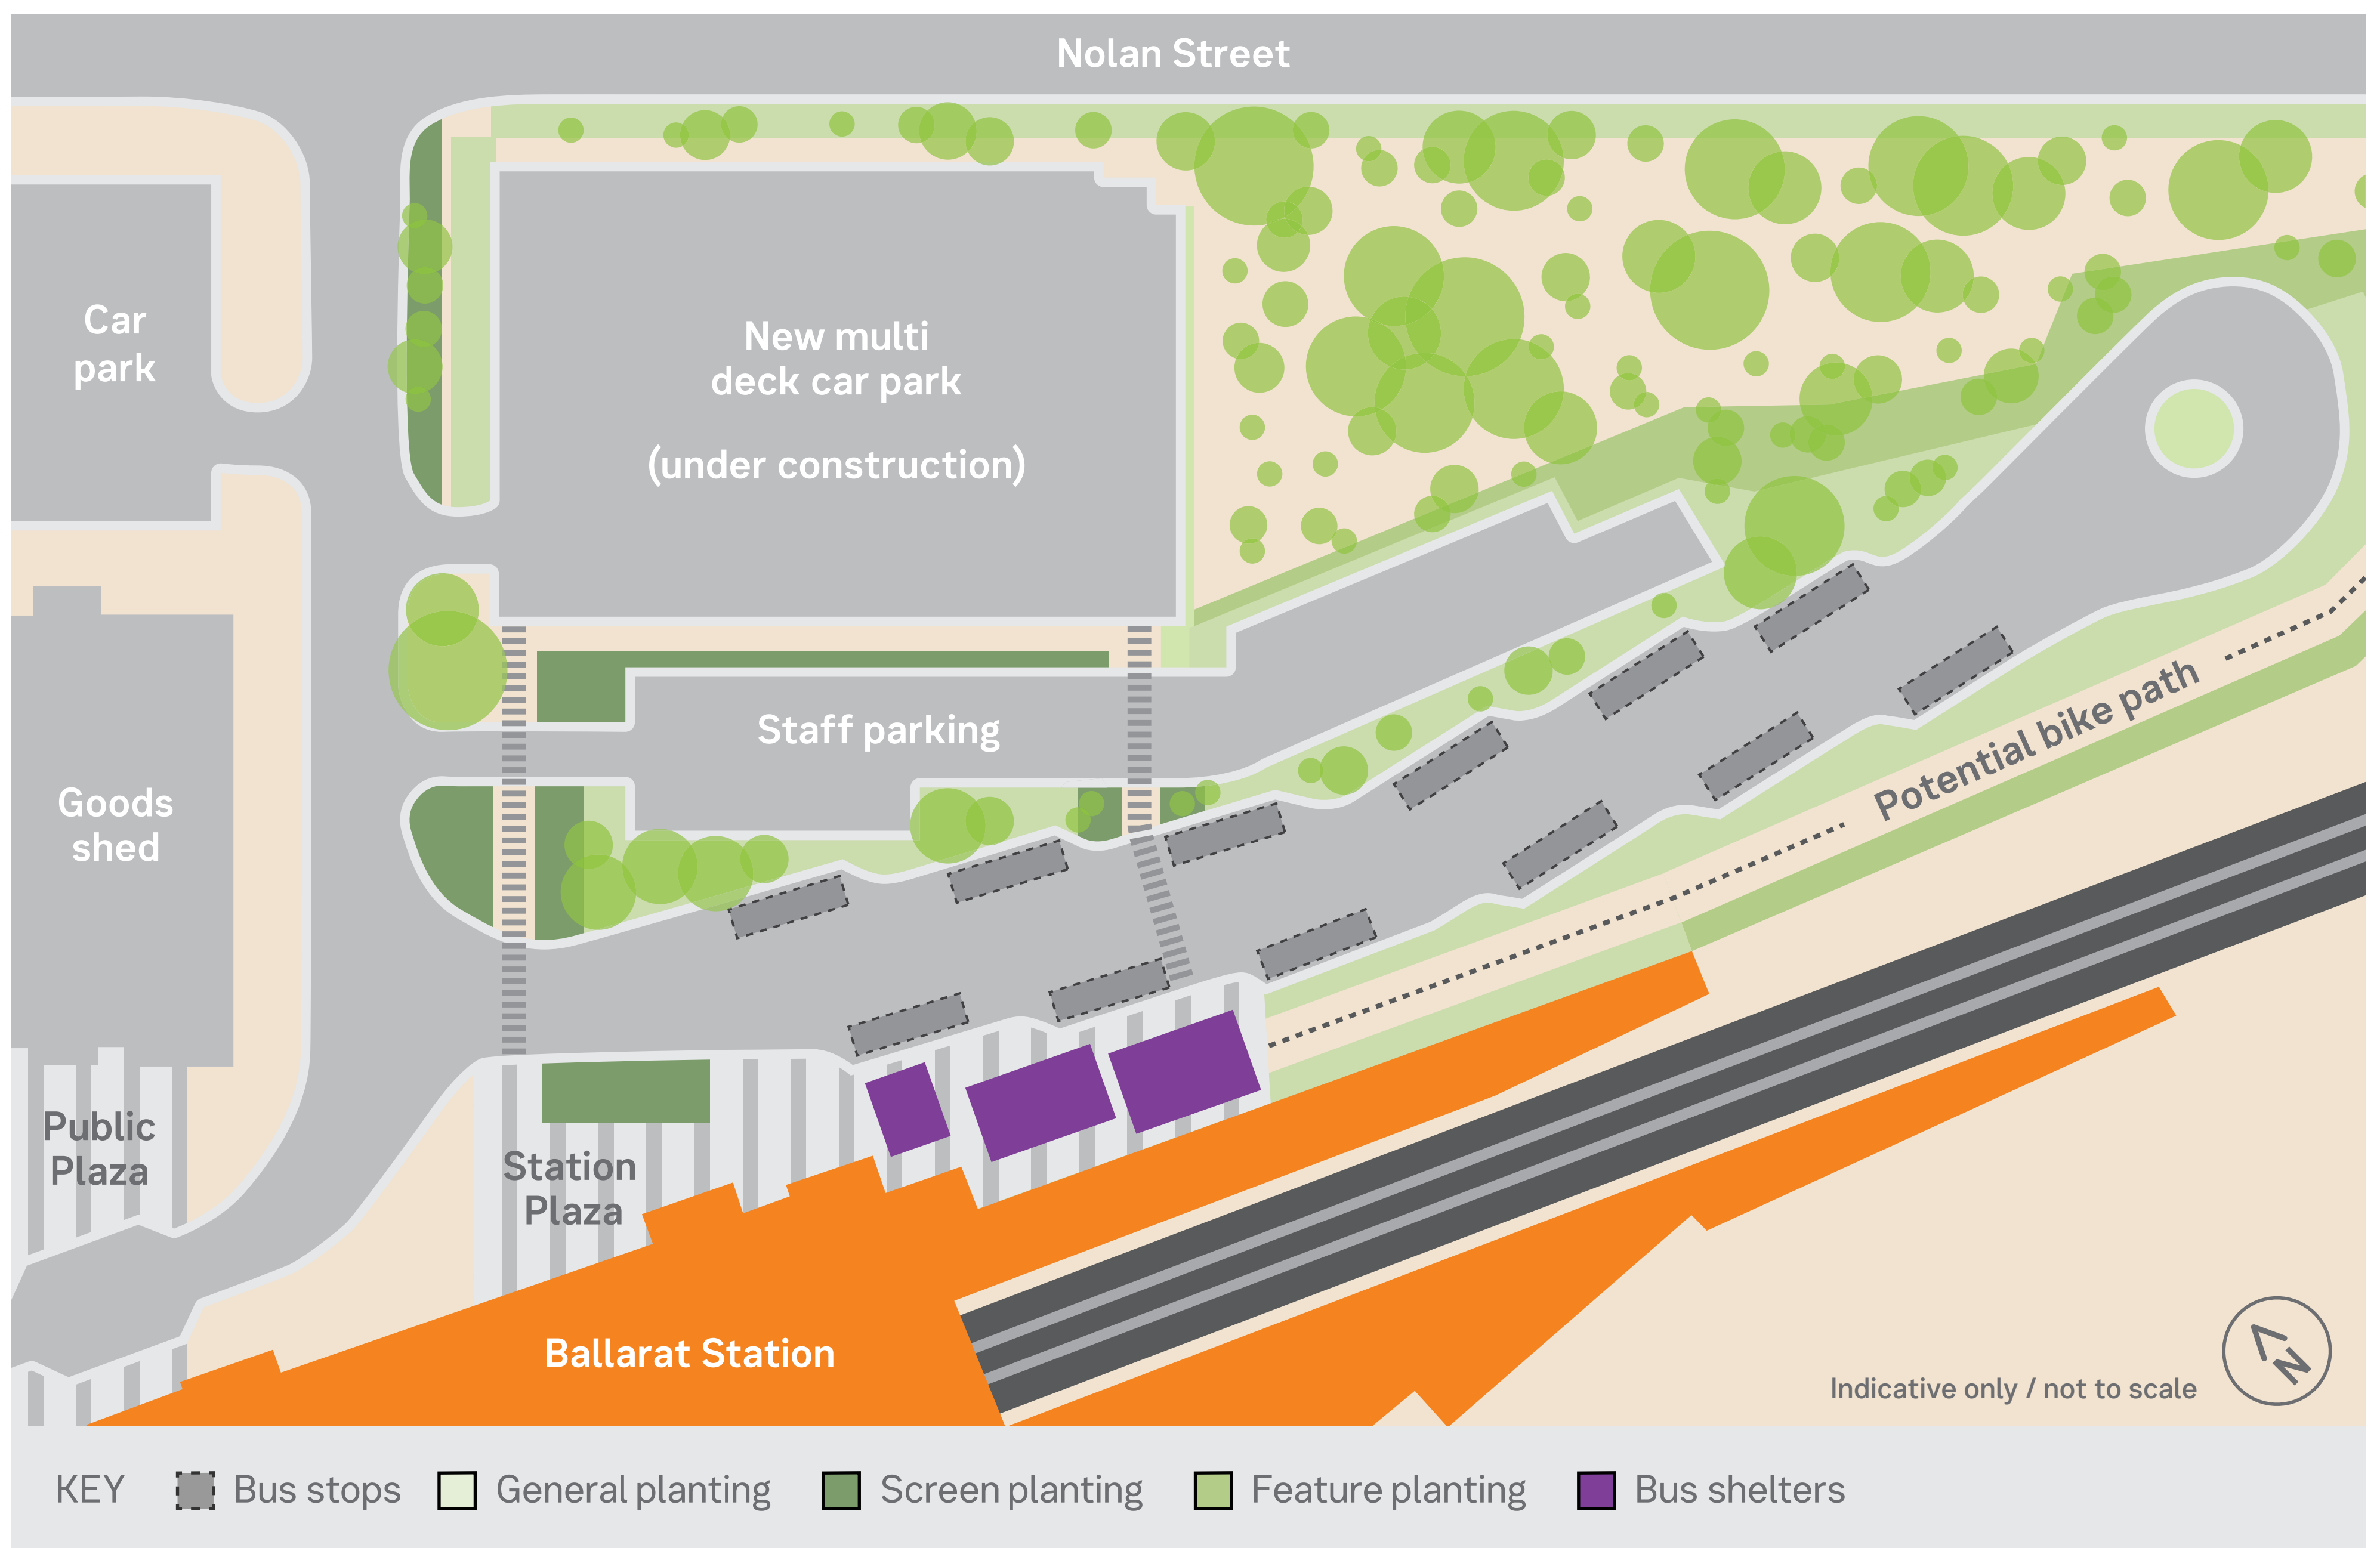 Nolan Street
Car
park
New multi
deck car park
(under construction)
Staff parking
Goods
shed
Potential bike path
Public
Plaza
Station
Plaza
Ballarat Station
Indicative only / not to scale
N
KEY
Bus stops
General planting
Screen planting
Feature planting
Bus shelters